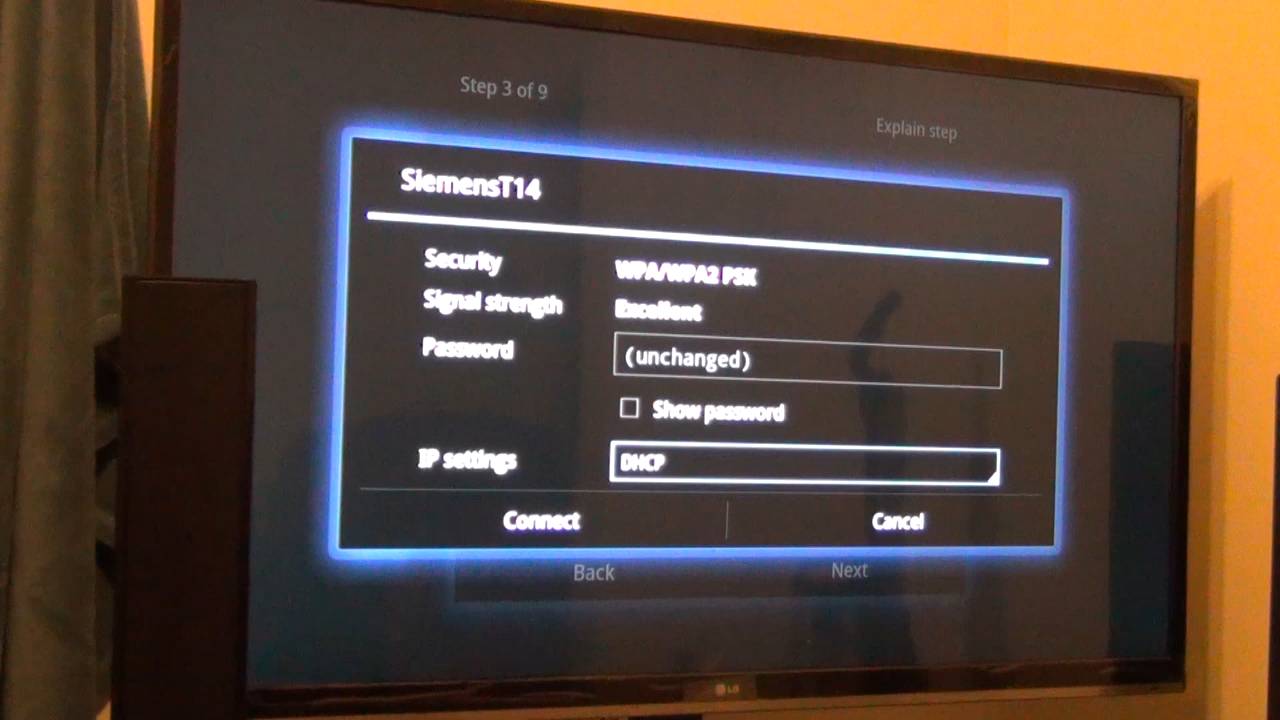 Step 3 of 9
Explain step
SiemensT14
Security WPA/WPA2 PSK
Signal strength Excellent
Password (unchanged)
Show password
IP settings DHCP
Connect Cancel
Back Next
LG